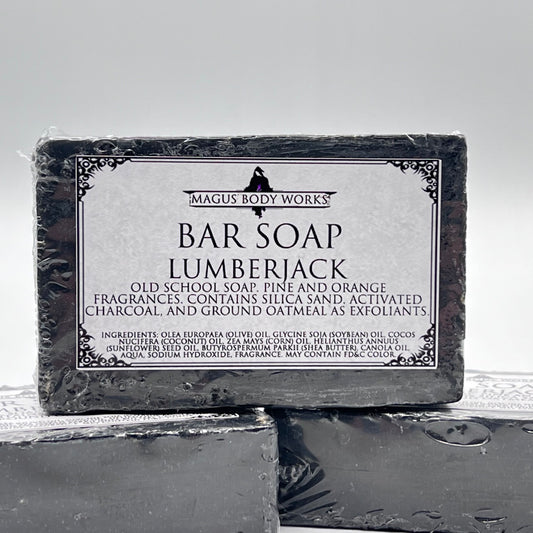 MAGUS BODY WORKS
BAR SOAP
LUMBERJACK
OLD SCHOOL SOAP. PINE AND ORANGE
FRAGRANCES. CONTAINS SILICA SAND, ACTIVATED
CHARCOAL, AND GROUND OATMEAL AS EXFOLIANTS.
INGREDIENTS: OLEA EUROPAEA (OLIVE) OIL, GLYCINE SOJA (SOYBEAN) OIL, COCOS
NUCIFERA (COCONUT) OIL, ZEA MAYS (CORN) OIL, HELIANTHUS ANNUUS
(SUNFLOWER) SEED OIL, BUTYROSPERMUM PARKII (SHEA BUTTER), CANOLA OIL,
AQUA, SODIUM HYDROXIDE, FRAGRANCE. MAY CONTAIN FD&C COLOR